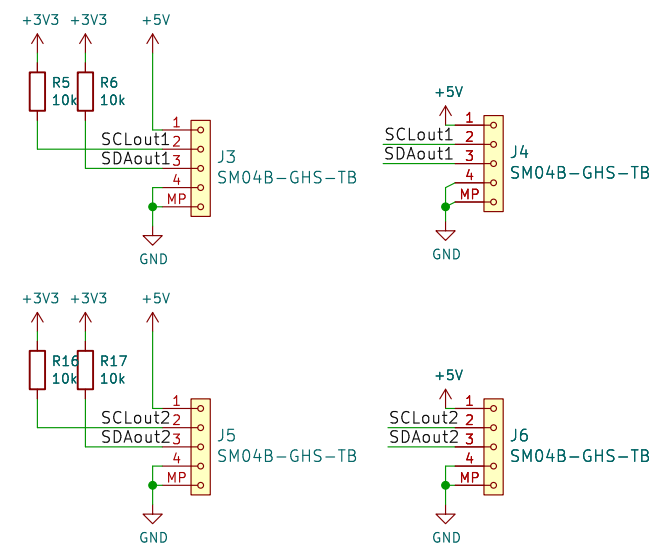 +3V3 +3V3 +5V
R5 R6
10k 10k
+5V
1
SCLout1 2
SDAout1 3
4
MP
J3
SM04B-GHS-TB
GND
1
SCLout1 2
SDAout1 3
4
MP
J4
SM04B-GHS-TB
GND
+3V3 +3V3 +5V
R16 R17
10k 10k
+5V
1
SCLout2 2
SDAout2 3
4
MP
J5
SM04B-GHS-TB
GND
1
SCLout2 2
SDAout2 3
4
MP
J6
SM04B-GHS-TB
GND